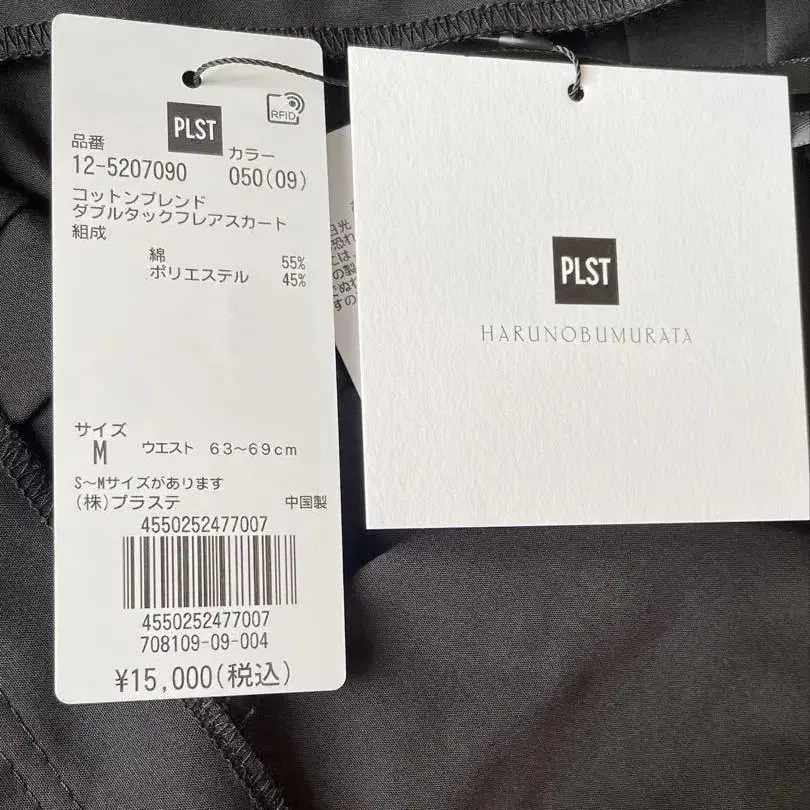 PLST
RFID
品番
カラー
12-5207090
050(09)
コットンブレンド
ダブルタックフレアスカート
組成
綿 55%
ポリエステル 45%
サイズ
M
ウエスト 63～69cm
S～Mサイズがあります
(株)プラステ
中国製
4550252477007
4550252477007
708109-09-004
¥15,000(税込)
PLST
HARUNOBUMURATA